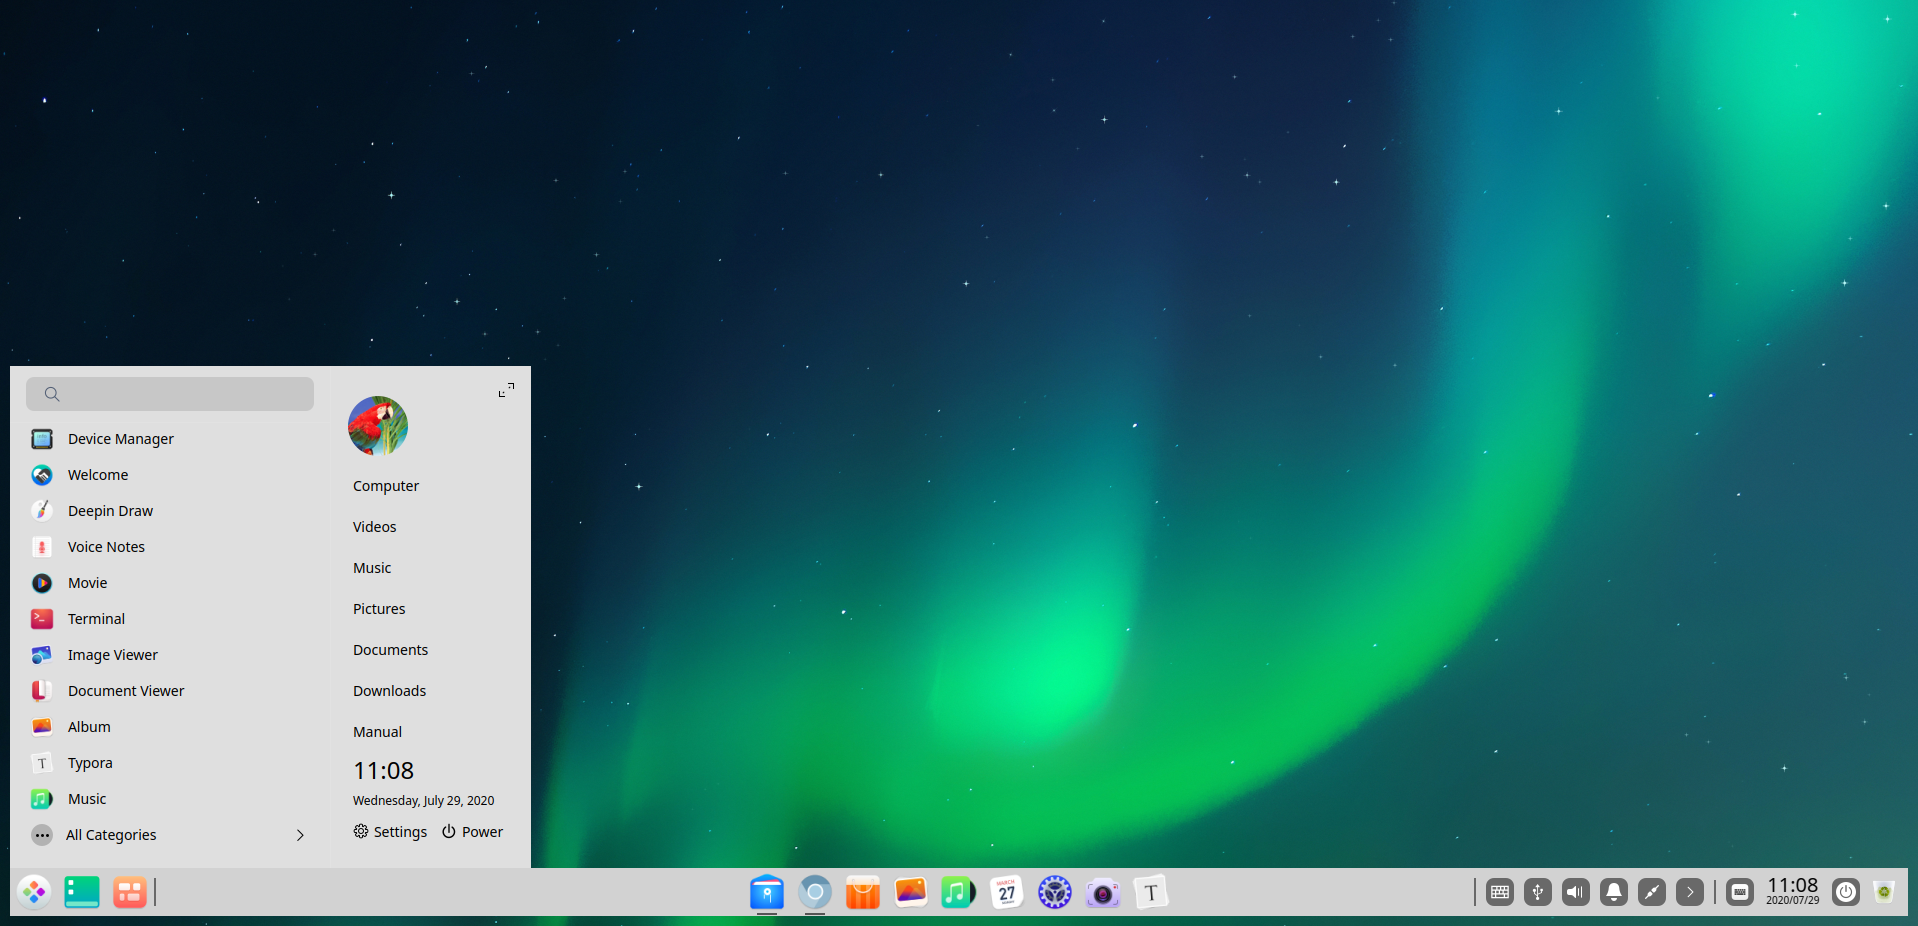 Device Manager
Welcome
Deepin Draw
Voice Notes
Movie
Terminal
Image Viewer
Document Viewer
Album
T Typora
Music
All Categories
Computer
Videos
Music
Pictures
Documents
Downloads
Manual
11:08
Wednesday, July 29, 2020
Settings Power
MARCH
27
T
11:08
2020/07/29